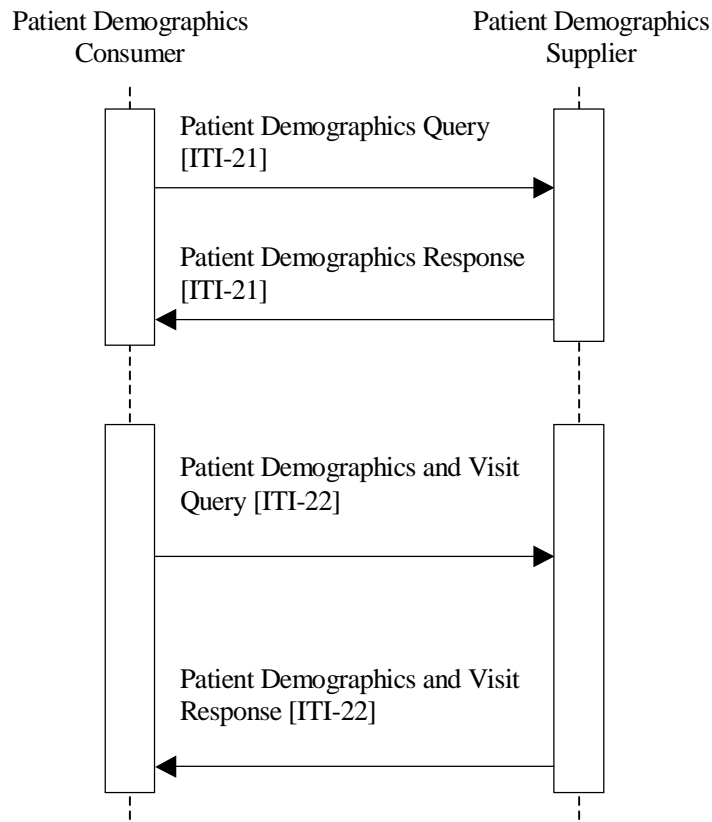 Patient Demographics
Consumer
Patient Demographics
Supplier
Patient Demographics Query
[ITI-21]
Patient Demographics Response
[ITI-21]
Patient Demographics and Visit
Query [ITI-22]
Patient Demographics and Visit
Response [ITI-22]